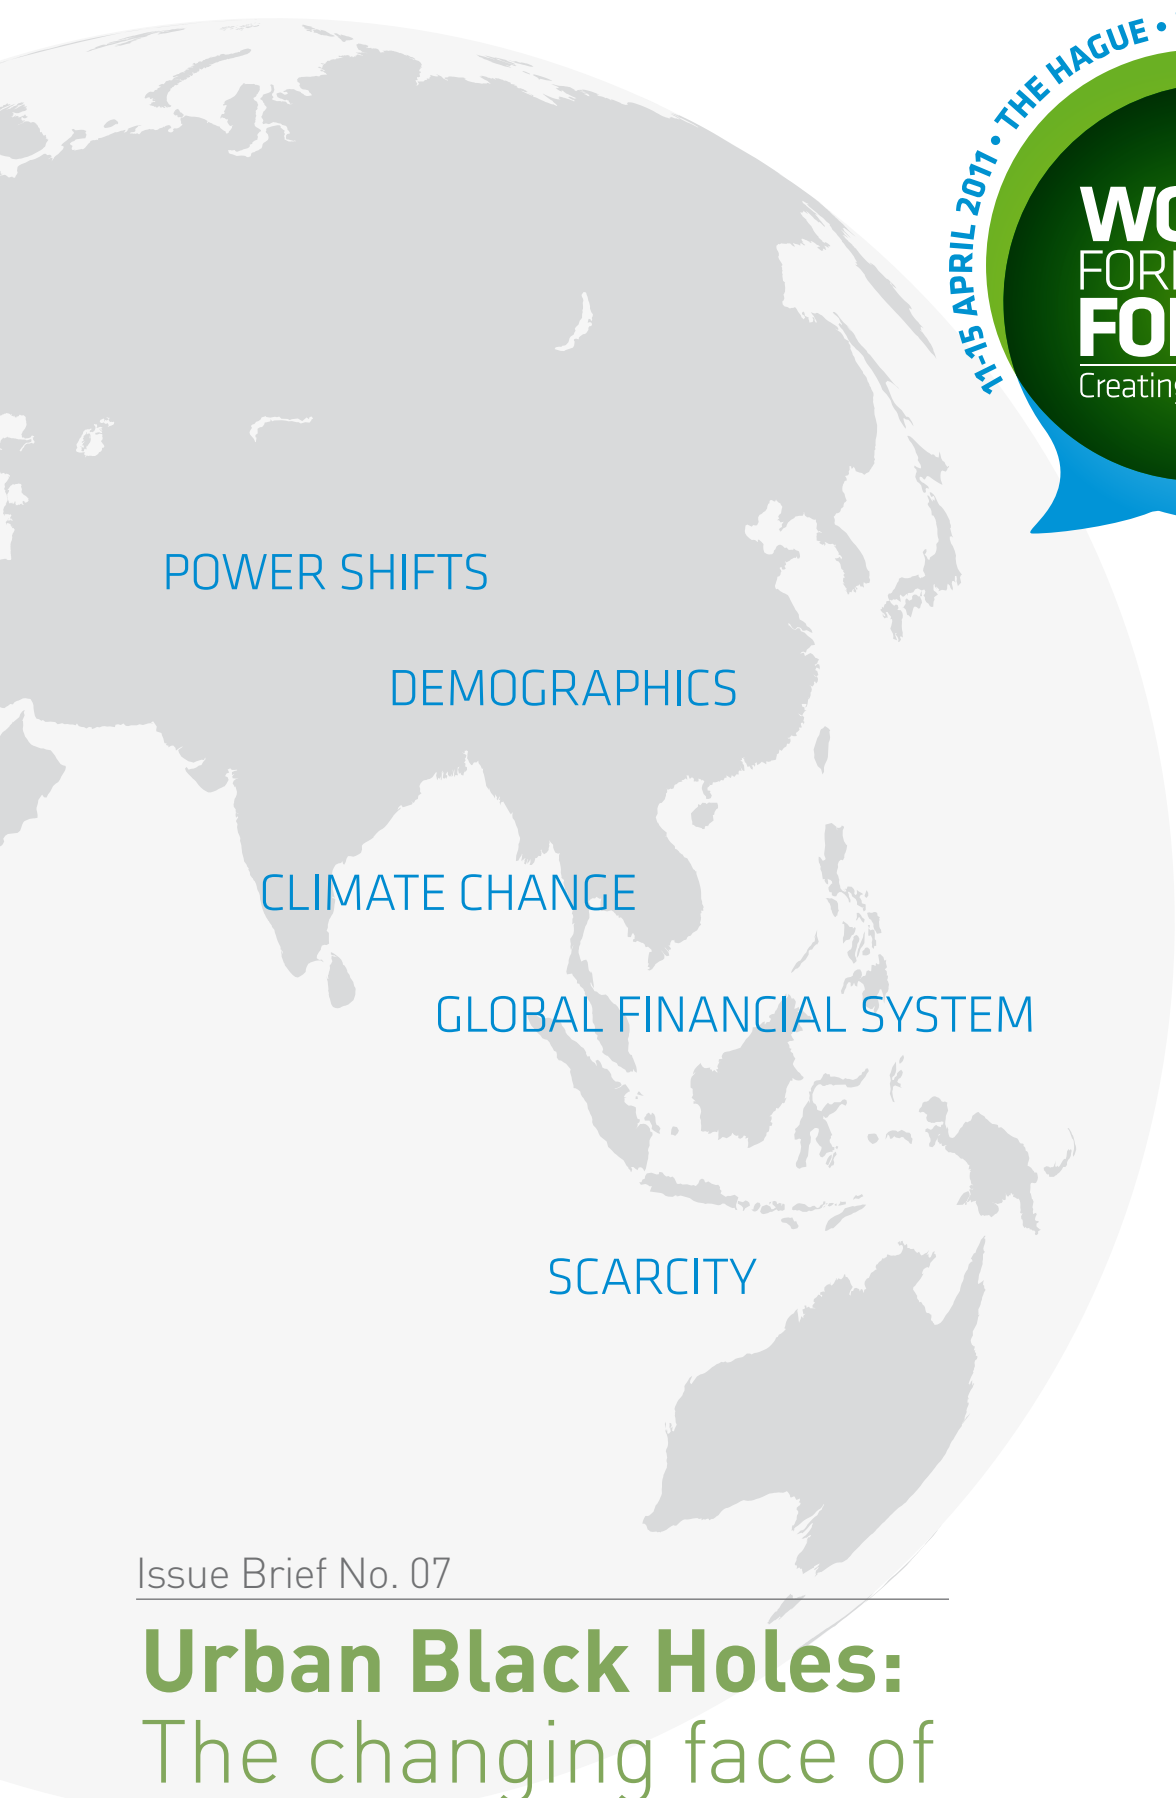 11-15 APRIL 2011 • THE HAGUE •
POWER SHIFTS
DEMOGRAPHICS
CLIMATE CHANGE
GLOBAL FINANCIAL SYSTEM
SCARCITY
Issue Brief No. 07
Urban Black Holes:
The changing face of